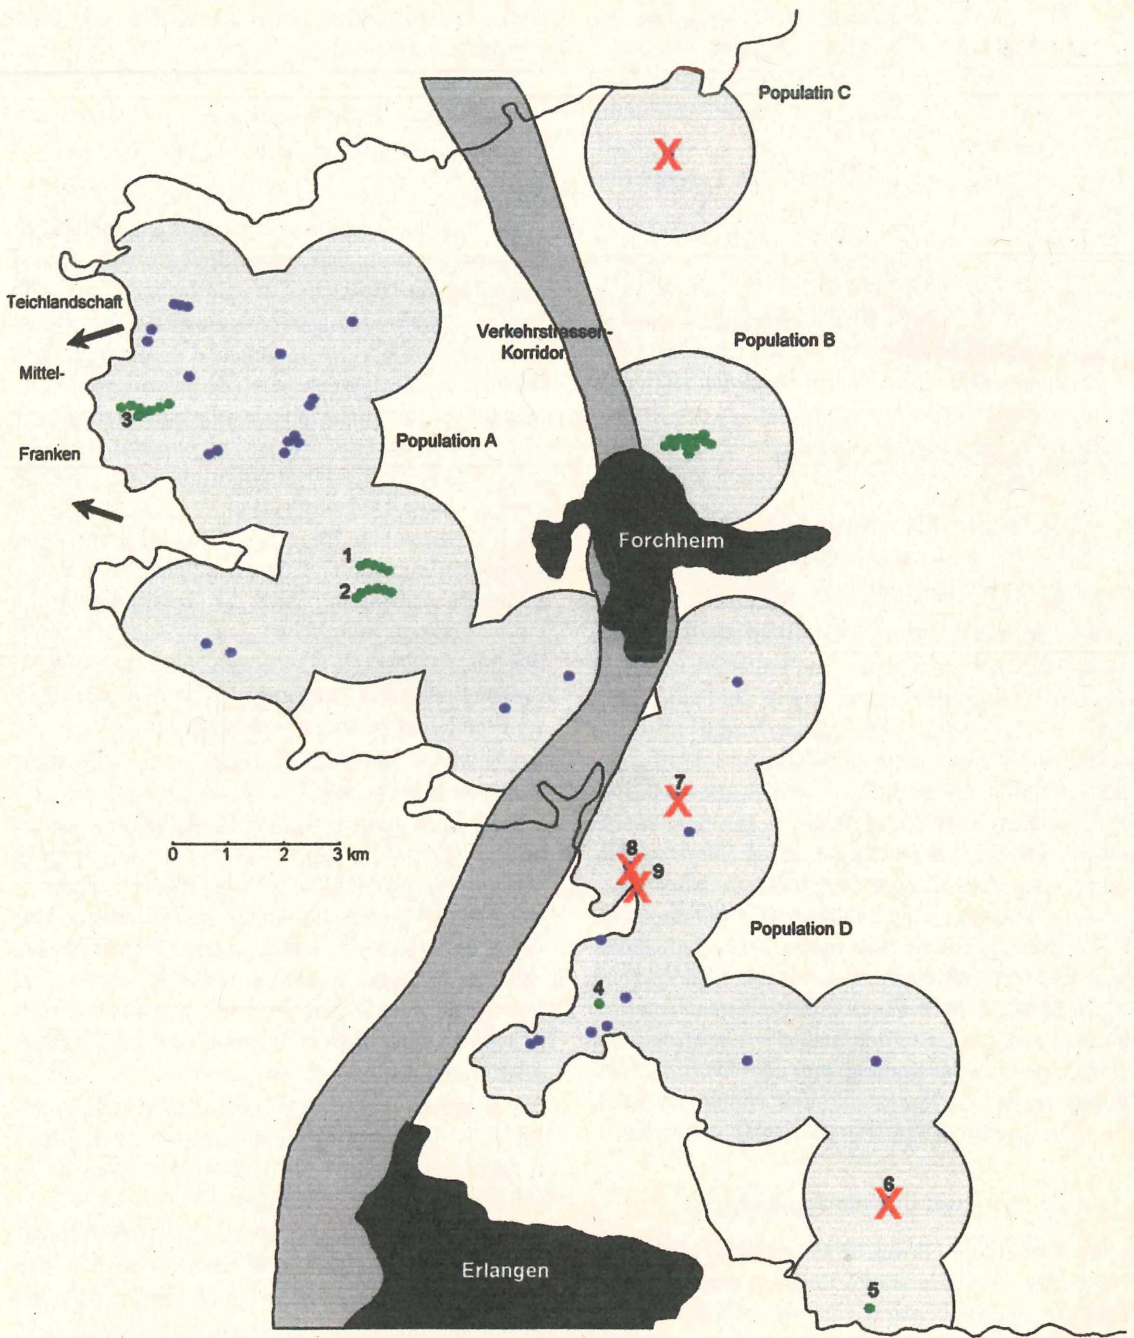 Populatin C
Teichlandschaft
Verkehrstrassen-
Korridor
Population B
Mittel-
3
Population A
Franken
Forchheim
1
2
7
0 1 2 3 km
8
9
Population D
4
6
Erlangen
5